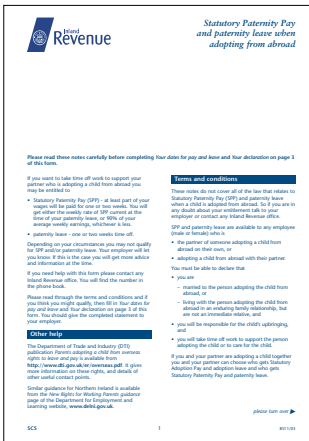 Inland
Revenue
Statutory Paternity Pay
and paternity leave when
adopting from abroad
Please read these notes carefully before completing Your dates for pay and leave and Your declaration on page 3
of this form.
If you want to take time off work to support your
partner who is adopting a child from abroad you
may be entitled to
• Statutory Paternity Pay (SPP) - at least part of your
wages will be paid for one or two weeks. You will
get either the weekly rate of SPP current at the
time of your paternity leave, or 90% of your
average weekly earnings, whichever is less.
• paternity leave - one or two weeks time off.
Depending on your circumstances you may not qualify
for SPP and/or paternity leave. Your employer will let
you know. If this is the case you will get more advice
and information at the time.
If you need help with this form please contact any
Inland Revenue office. You will find the number in
the phone book.
Please read through the terms and conditions and if
you think you might qualify, then fill in Your dates for
pay and leave and Your declaration on page 3 of this
form. You should give the completed statement to
your employer.
Other help
The Department of Trade and Industry (DTI)
publication Parents adopting a child from overseas
rights to leave and pay is available from
http://www.dti.gov.uk/er/overseas.pdf. It gives
more information on these rights, and details of
other useful contact points.
Similar guidance for Northern Ireland is available
from the New Rights for Working Parents guidance
page of the Department for Employment and
Learning website, www.delni.gov.uk.
Terms and conditions
These notes do not cover all of the law that relates to
Statutory Paternity Pay (SPP) and paternity leave
when a child is adopted from abroad. So if you are in
any doubt about your entitlement talk to your
employer or contact any Inland Revenue office.
SPP and paternity leave are available to any employee
(male or female) who is
• the partner of someone adopting a child from
abroad on their own, or
• adopting a child from abroad with their partner.
You must be able to declare that
• you are
– married to the person adopting the child from
abroad, or
– living with the person adopting the child from
abroad in an enduring family relationship, but
are not an immediate relative, and
• you will be responsible for the child's upbringing,
and
• you will take time off work to support the person
adopting the child or to care for the child.
If you and your partner are adopting a child together
you and your partner can choose who gets Statutory
Adoption Pay and adoption leave and who gets
Statutory Paternity Pay and paternity leave.
please turn over
SC5
1
BS11/03